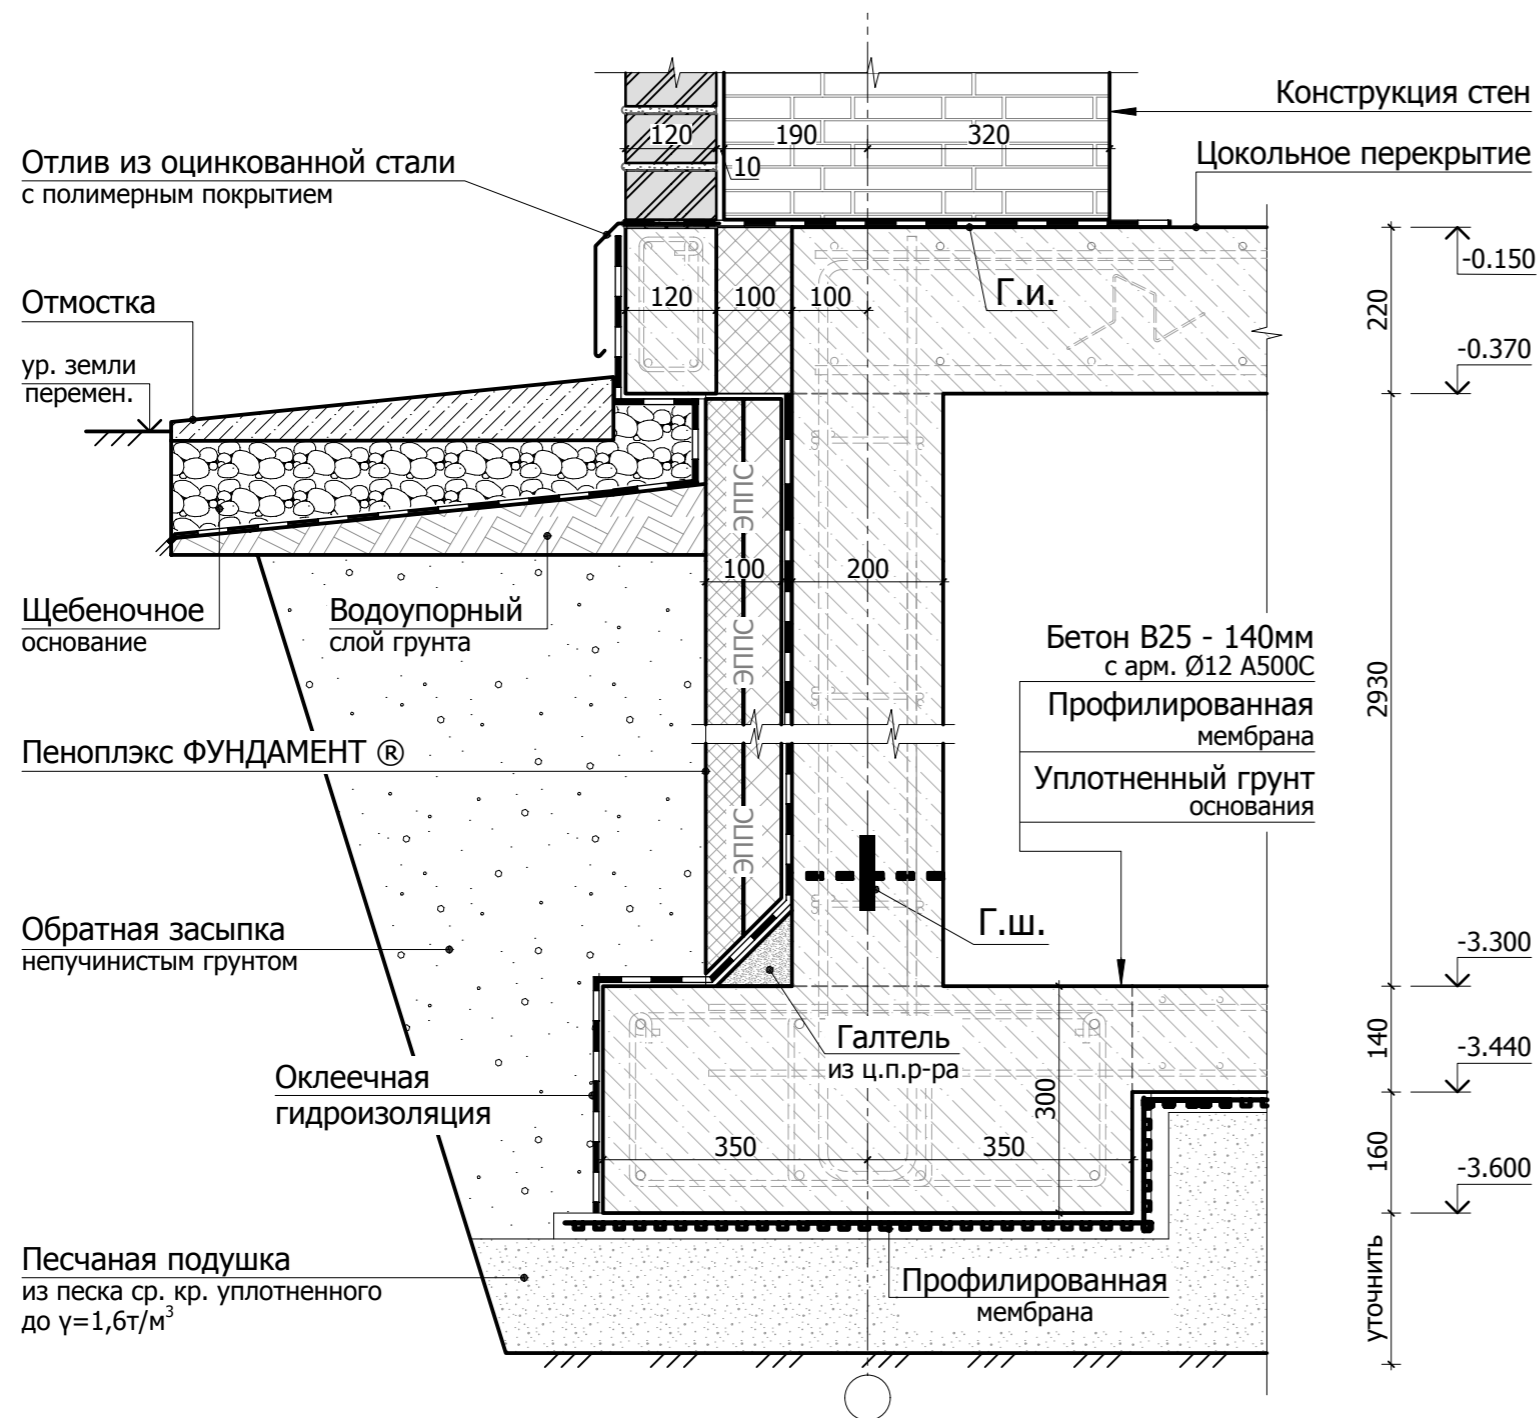 Конструкция стен
120
190
320
10
Цокольное перекрытие
Отлив из оцинкованной стали
с полимерным покрытием
-0.150
Отмостка
120
100
100
Г.и.
220
ур. земли
перемен.
-0.370
ЭППС
100
200
Щебеночное
основание
Водоупорный
слой грунта
ЭППС
Бетон В25 - 140мм
с арм. Ø12 А500С
Профилированная
мембрана
Уплотненный грунт
основания
2930
Пеноплэкс ФУНДАМЕНТ ®
ЭППС
Обратная засыпка
непучинистым грунтом
Г.ш.
-3.300
Галтель
из ц.п.р-ра
140
-3.440
Оклеечная
гидроизоляция
300
350
350
160
-3.600
Песчаная подушка
из песка ср. кр. уплотненного
до γ=1,6т/м³
Профилированная
мембрана
уточнить